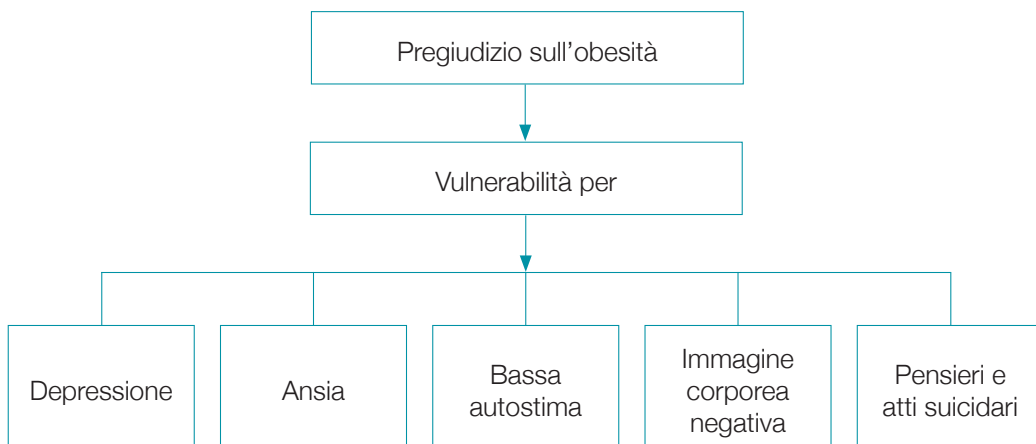 Pregiudizio sull’obesità
Vulnerabilità per
Depressione
Ansia
Bassa
autostima
Immagine
corporea
negativa
Pensieri e
atti suicidari